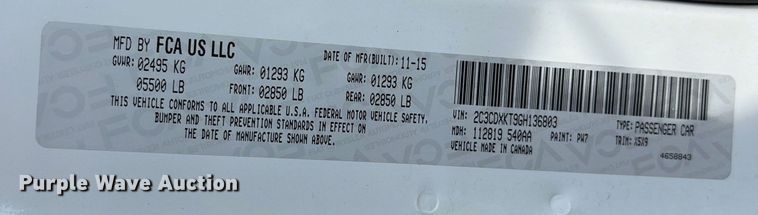 MFD BY FCA US LLC
DATE OF MFR(BUILT): 11-15
GVWR: 02495 KG
GAWR: 01293 KG
GAWR: 01293 KG
05500 LB
FRONT: 02850 LB
REAR: 02850 LB
THIS VEHICLE CONFORMS TO ALL APPLICABLE U.S.A. FEDERAL MOTOR VEHICLE SAFETY,
BUMPER AND THEFT PREVENTION STANDARDS IN EFFECT ON
THE DATE OF MANUFACTURE SHOWN ABOVE.
VIN: 2C3CDXKT9GH136803
TYPE: PASSENGER CAR
MDH: 112819 540AA
PAINT: PW7
TRIM: X5X9
VEHICLE MADE IN CANADA
4658843
Purple Wave Auction